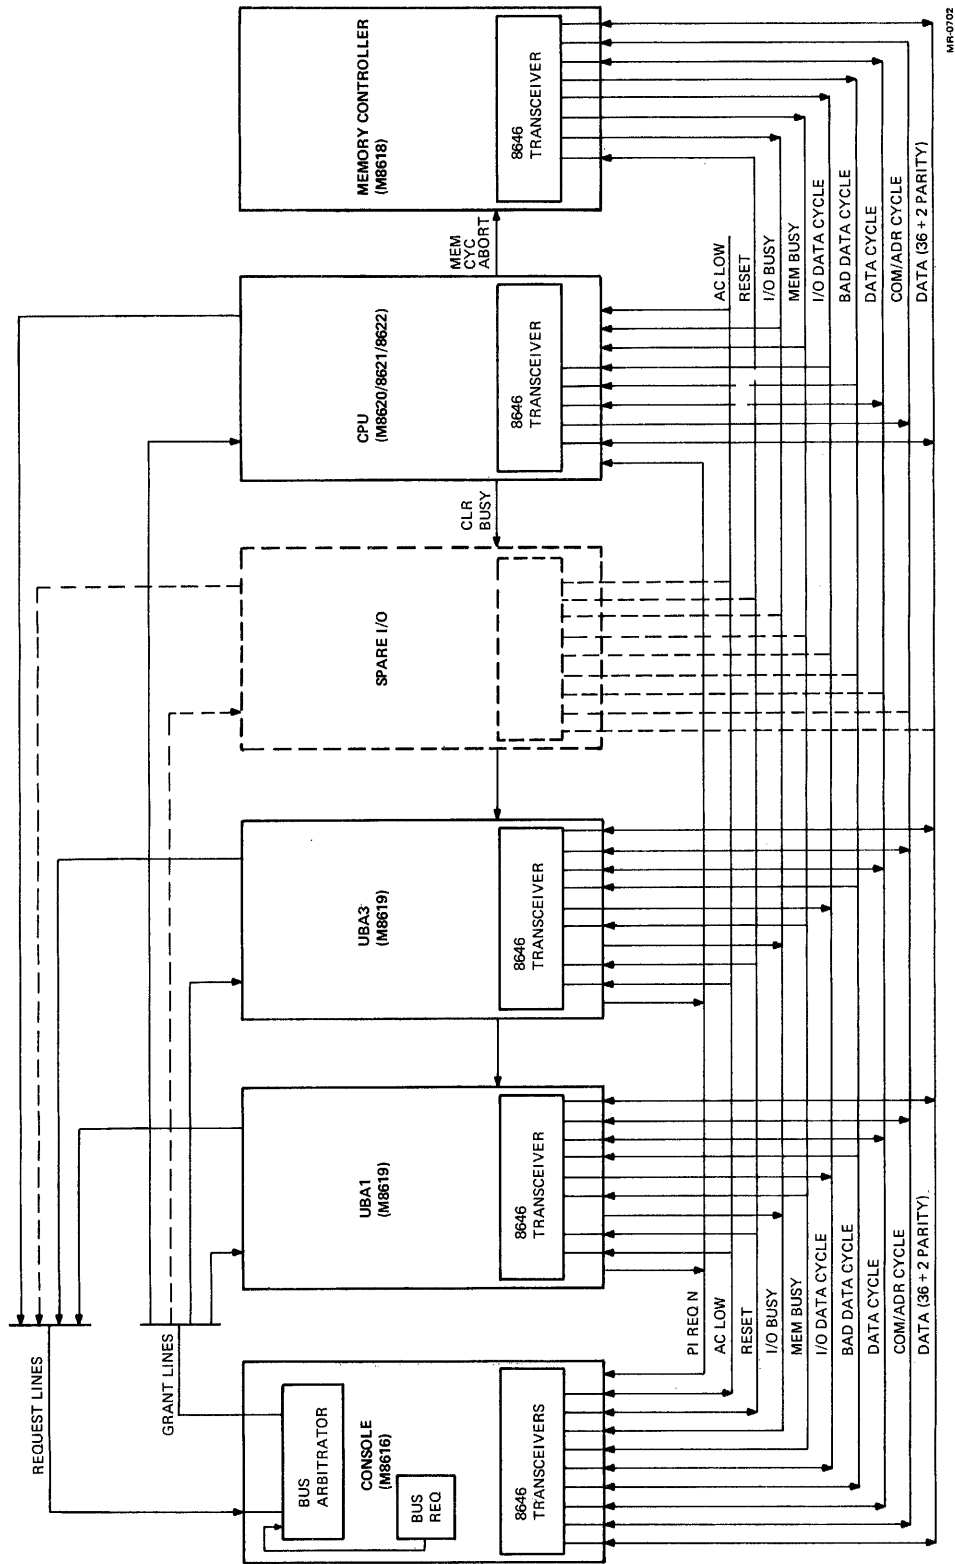 REQUEST LINES
GRANT LINES
BUS
ARBITRATOR
CONSOLE
(M8616)
BUS
REQ
8646
TRANSCEIVERS
UBA1
(M8619)
8646
TRANSCEIVER
UBA3
(M8619)
8646
TRANSCEIVER
SPARE I/O
CLR
BUSY
CPU
(M8620/8621/8622)
8646
TRANSCEIVER
MEM
CYC
ABORT
MEMORY CONTROLLER
(M8618)
8646
TRANSCEIVER
PI REQ N
AC LOW
RESET
I/O BUSY
MEM BUSY
I/O DATA CYCLE
BAD DATA CYCLE
DATA CYCLE
COM/ADR CYCLE
DATA (36 + 2 PARITY)
AC LOW
RESET
I/O BUSY
MEM BUSY
I/O DATA CYCLE
BAD DATA CYCLE
DATA CYCLE
COM/ADR CYCLE
DATA (36 + 2 PARITY)
MR-0702